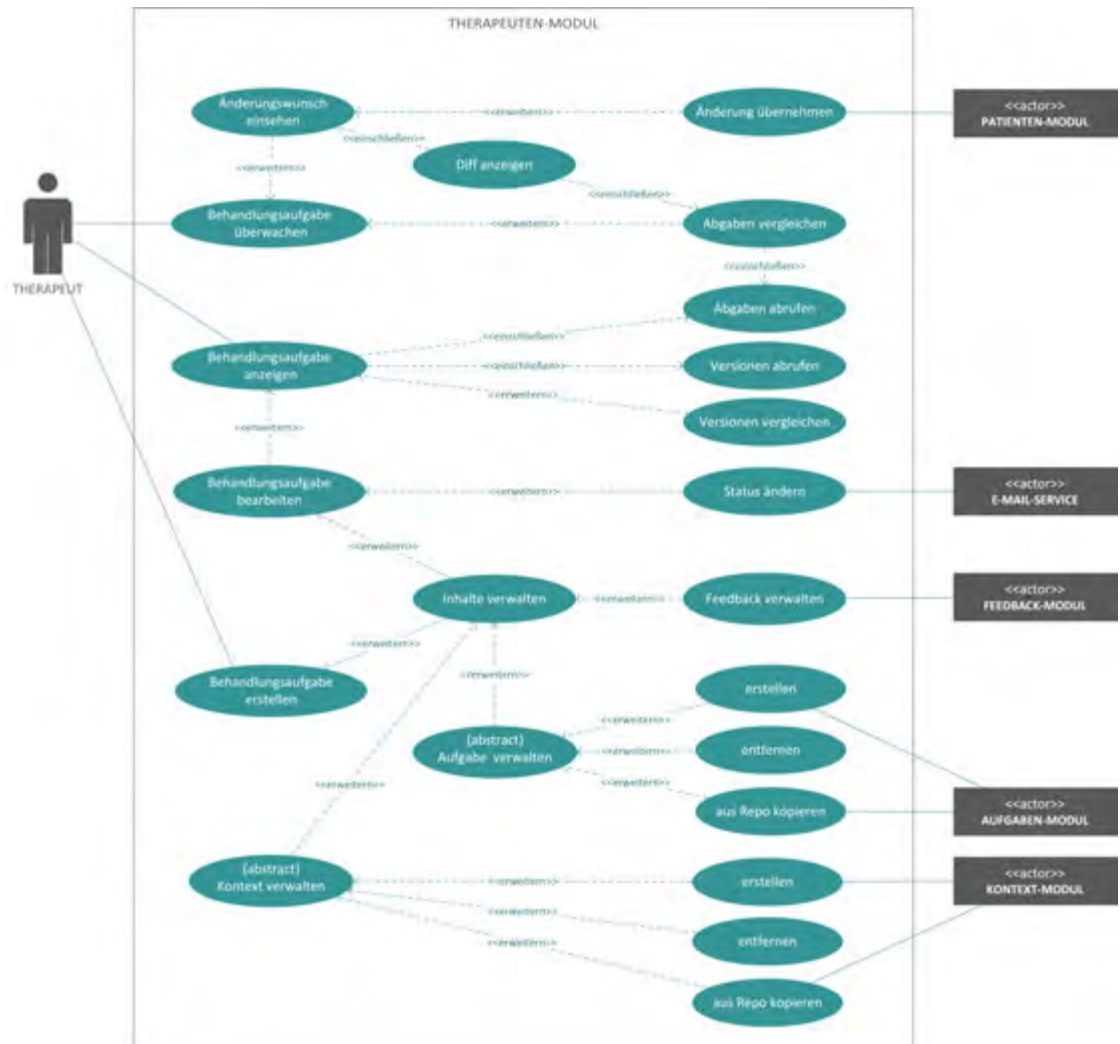 THERAPEUTEN-MODUL
Änderungswunsch
einsehen
<<erweitern>>
Änderung übernehmen
<<actor>>
PATIENTEN-MODUL
<<einschließen>>
Diff anzeigen
<<erweitern>>
<<einschließen>>
Behandlungsaufgabe
überwachen
<<erweitern>>
Abgaben vergleichen
THERAPEUT
<<einschließen>>
Abgaben abrufen
<<einschließen>>
Behandlungsaufgabe
anzeigen
<<einschließen>>
Versionen abrufen
<<erweitern>>
Versionen vergleichen
<<erweitern>>
Behandlungsaufgabe
bearbeiten
<<erweitern>>
Status ändern
<<actor>>
E-MAIL-SERVICE
<<erweitern>>
Inhalte verwalten
<<erweitern>>
Feedback verwalten
<<actor>>
FEEDBACK-MODUL
<<erweitern>>
<<erweitern>>
Behandlungsaufgabe
erstellen
erstellen
<<erweitern>>
{abstract}
Aufgabe verwalten
<<erweitern>>
entfernen
<<erweitern>>
<<erweitern>>
aus Repo kopieren
<<actor>>
AUFGABEN-MODUL
{abstract}
Kontext verwalten
<<erweitern>>
erstellen
<<actor>>
KONTEXT-MODUL
<<erweitern>>
entfernen
<<erweitern>>
aus Repo kopieren